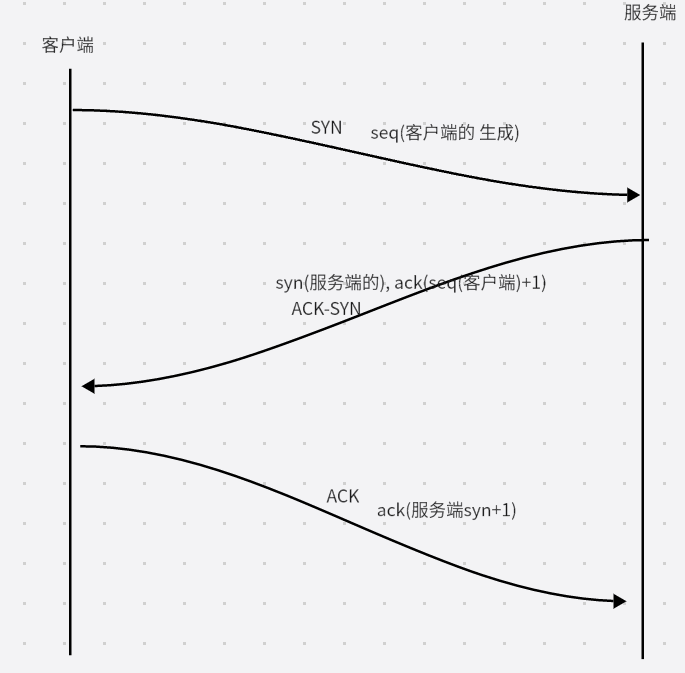 服务端
客户端
SYN
seq(客户端的 生成)
syn(服务端的), ack(seq(客户端)+1)
ACK-SYN
ACK
ack(服务端syn+1)